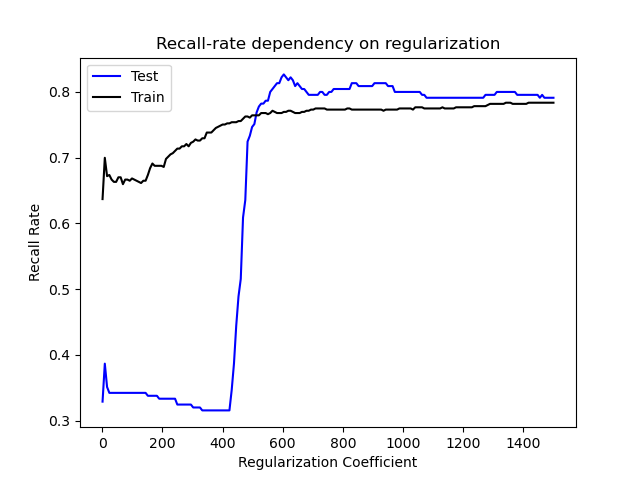 Recall-rate dependency on regularization
Test
Train
Recall Rate
0.8
0.7
0.6
0.5
0.4
0.3
0 200 400 600 800 1000 1200 1400
Regularization Coefficient